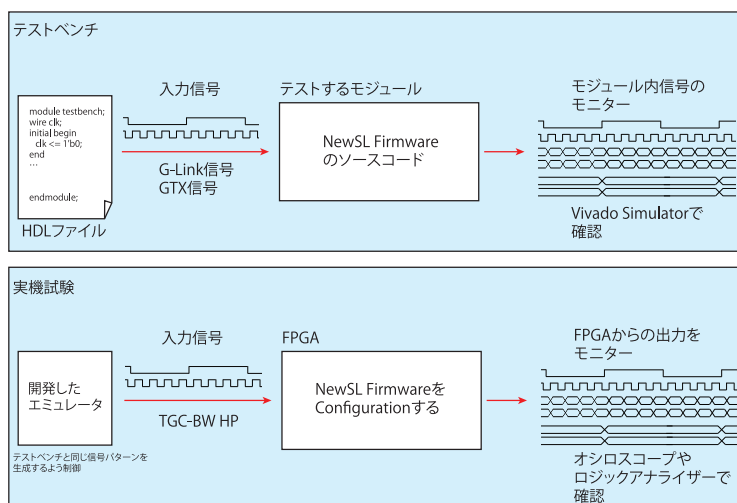 テストベンチ
module testbench;
wire clk;
initial begin
clk <= 1'b0;
end
...
endmodule;
HDLファイル
入力信号
G-Link信号
GTX信号
テストするモジュール
NewSL Firmware
のソースコード
モジュール内信号の
モニター
Vivado Simulatorで
確認
実機試験
開発した
エミュレータ
テストベンチと同じ信号パターンを
生成するよう制御
入力信号
TGC-BW HP
FPGA
NewSL Firmwareを
Configurationする
FPGAからの出力を
モニター
オシロスコープや
ロジックアナライザーで
確認